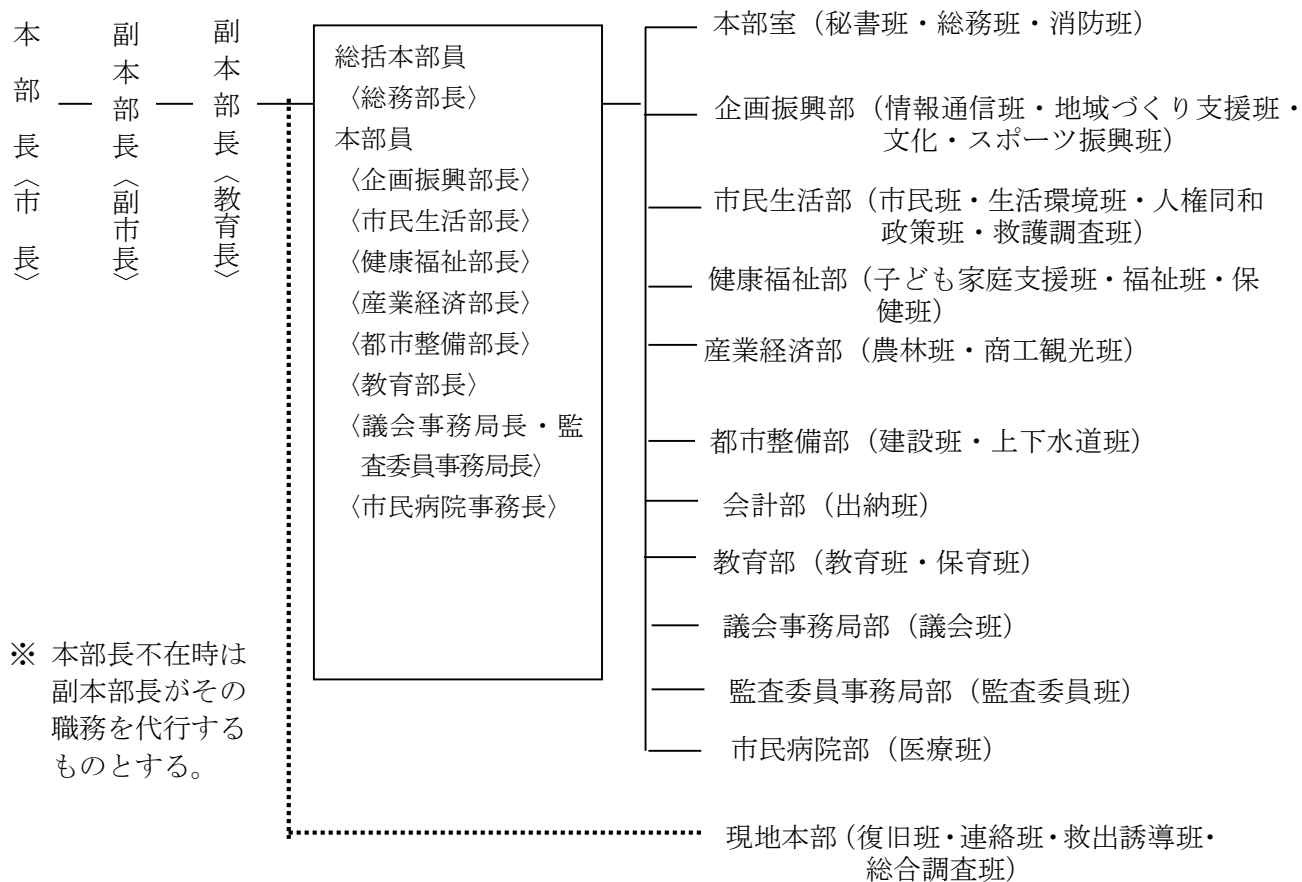 本部長〈市長〉
副本部長〈副市長〉
副本部長〈教育長〉
総括本部員
〈総務部長〉
本部員
〈企画振興部長〉
〈市民生活部長〉
〈健康福祉部長〉
〈産業経済部長〉
〈都市整備部長〉
〈教育部長〉
〈議会事務局長・監
査委員事務局長〉
〈市民病院事務長〉
本部室（秘書班・総務班・消防班）
企画振興部（情報通信班・地域づくり支援班・
文化・スポーツ振興班）
市民生活部（市民班・生活環境班・人権同和
政策班・救護調査班）
健康福祉部（子ども家庭支援班・福祉班・保
健班）
産業経済部（農林班・商工観光班）
都市整備部（建設班・上下水道班）
会計部（出納班）
教育部（教育班・保育班）
議会事務局部（議会班）
監査委員事務局部（監査委員班）
市民病院部（医療班）
現地本部（復旧班・連絡班・救出誘導班・
総合調査班）
※ 本部長不在時は
副本部長がその
職務を代行する
ものとする。